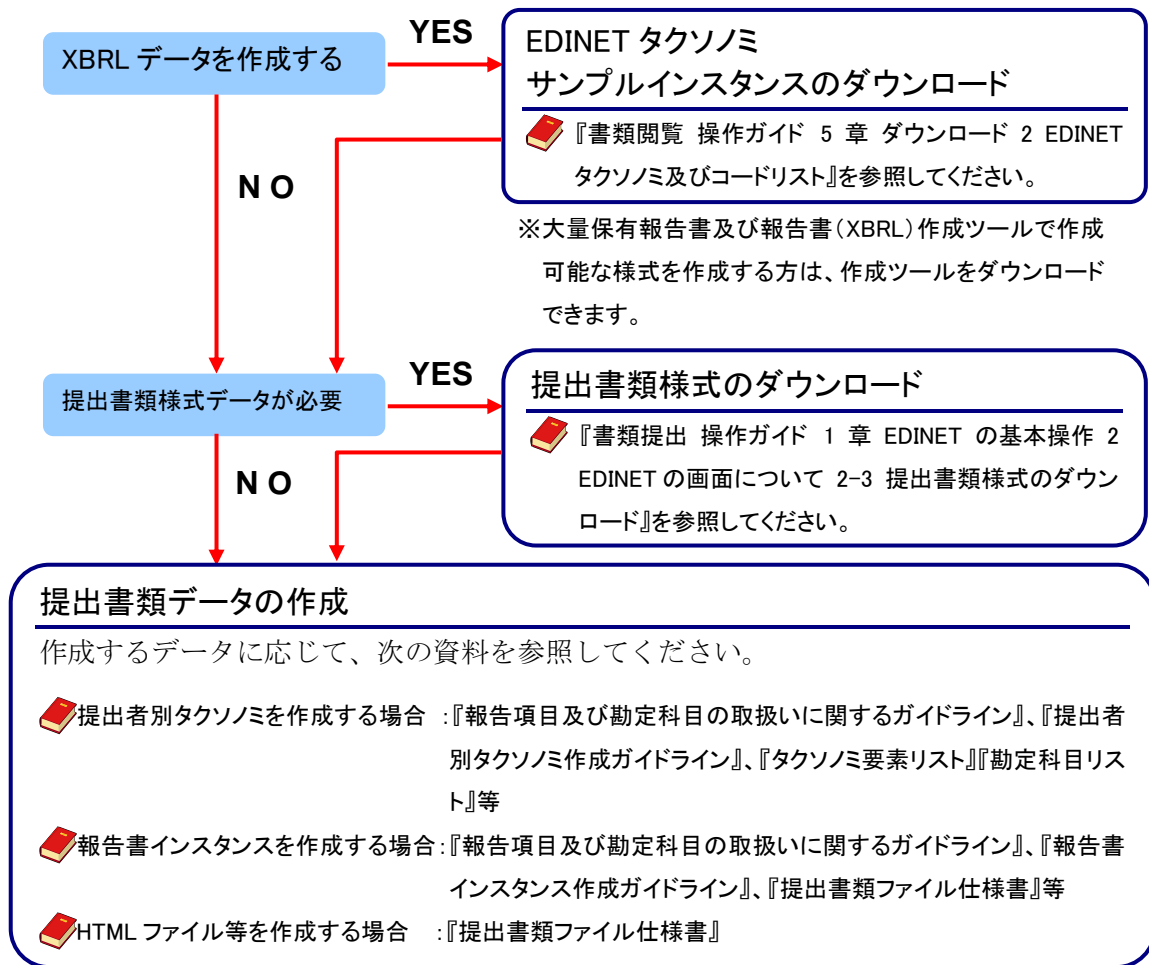 XBRL データを作成する
YES
EDINET タクソノミ
サンプルインスタンスのダウンロード
『書類閲覧 操作ガイド 5 章 ダウンロード 2 EDINET
タクソノミ及びコードリスト』を参照してください。
N O
※大量保有報告書及び報告書（XBRL）作成ツールで作成
可能な様式を作成する方は、作成ツールをダウンロード
できます。
提出書類様式データが必要
YES
提出書類様式のダウンロード
『書類提出 操作ガイド 1 章 EDINET の基本操作 2
EDINET の画面について 2-3 提出書類様式のダウン
ロード』を参照してください。
N O
提出書類データの作成
作成するデータに応じて、次の資料を参照してください。
提出者別タクソノミを作成する場合 ：『報告項目及び勘定科目の取扱いに関するガイドライン』、『提出者
別タクソノミ作成ガイドライン』、『タクソノミ要素リスト』『勘定科目リス
ト』等
報告書インスタンスを作成する場合：『報告項目及び勘定科目の取扱いに関するガイドライン』、『報告書
インスタンス作成ガイドライン』、『提出書類ファイル仕様書』等
HTML ファイル等を作成する場合 ：『提出書類ファイル仕様書』